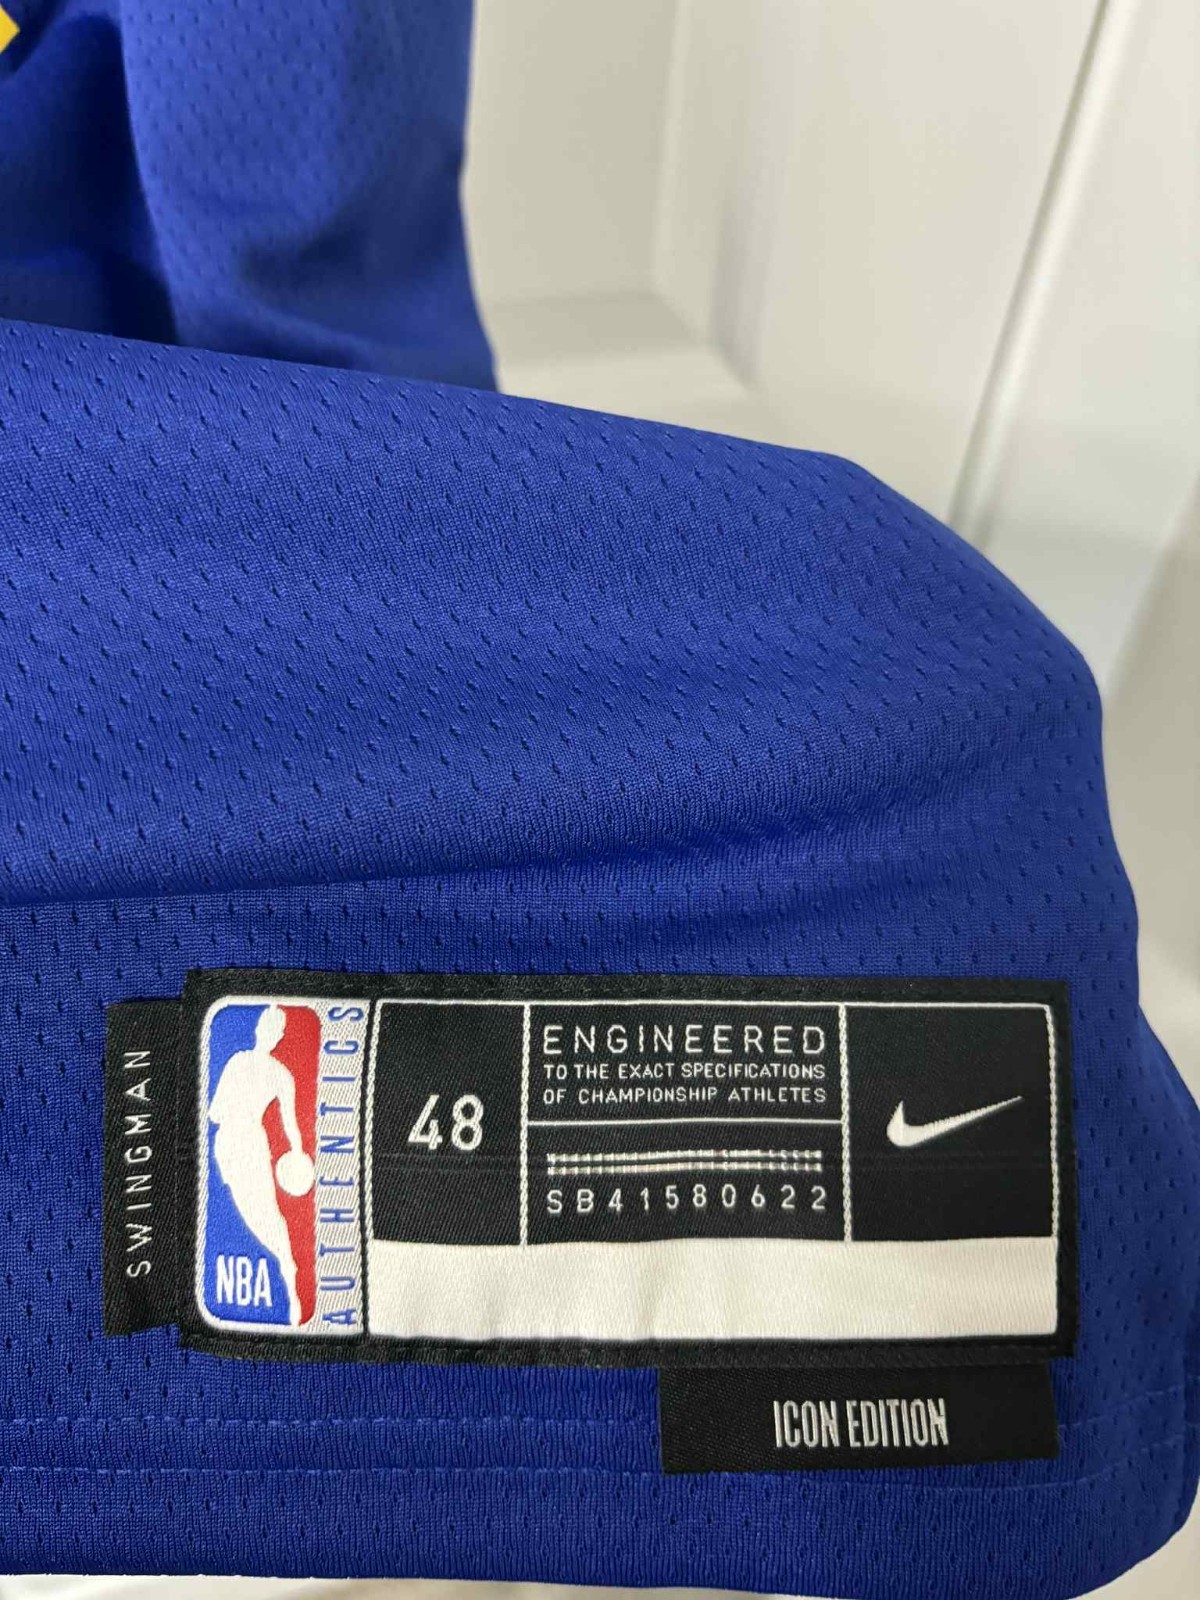 SWINGMAN
NBA
AUTHENTICS
48
ENGINEERED
TO THE EXACT SPECIFICATIONS
OF CHAMPIONSHIP ATHLETES
SB41580622
ICON EDITION